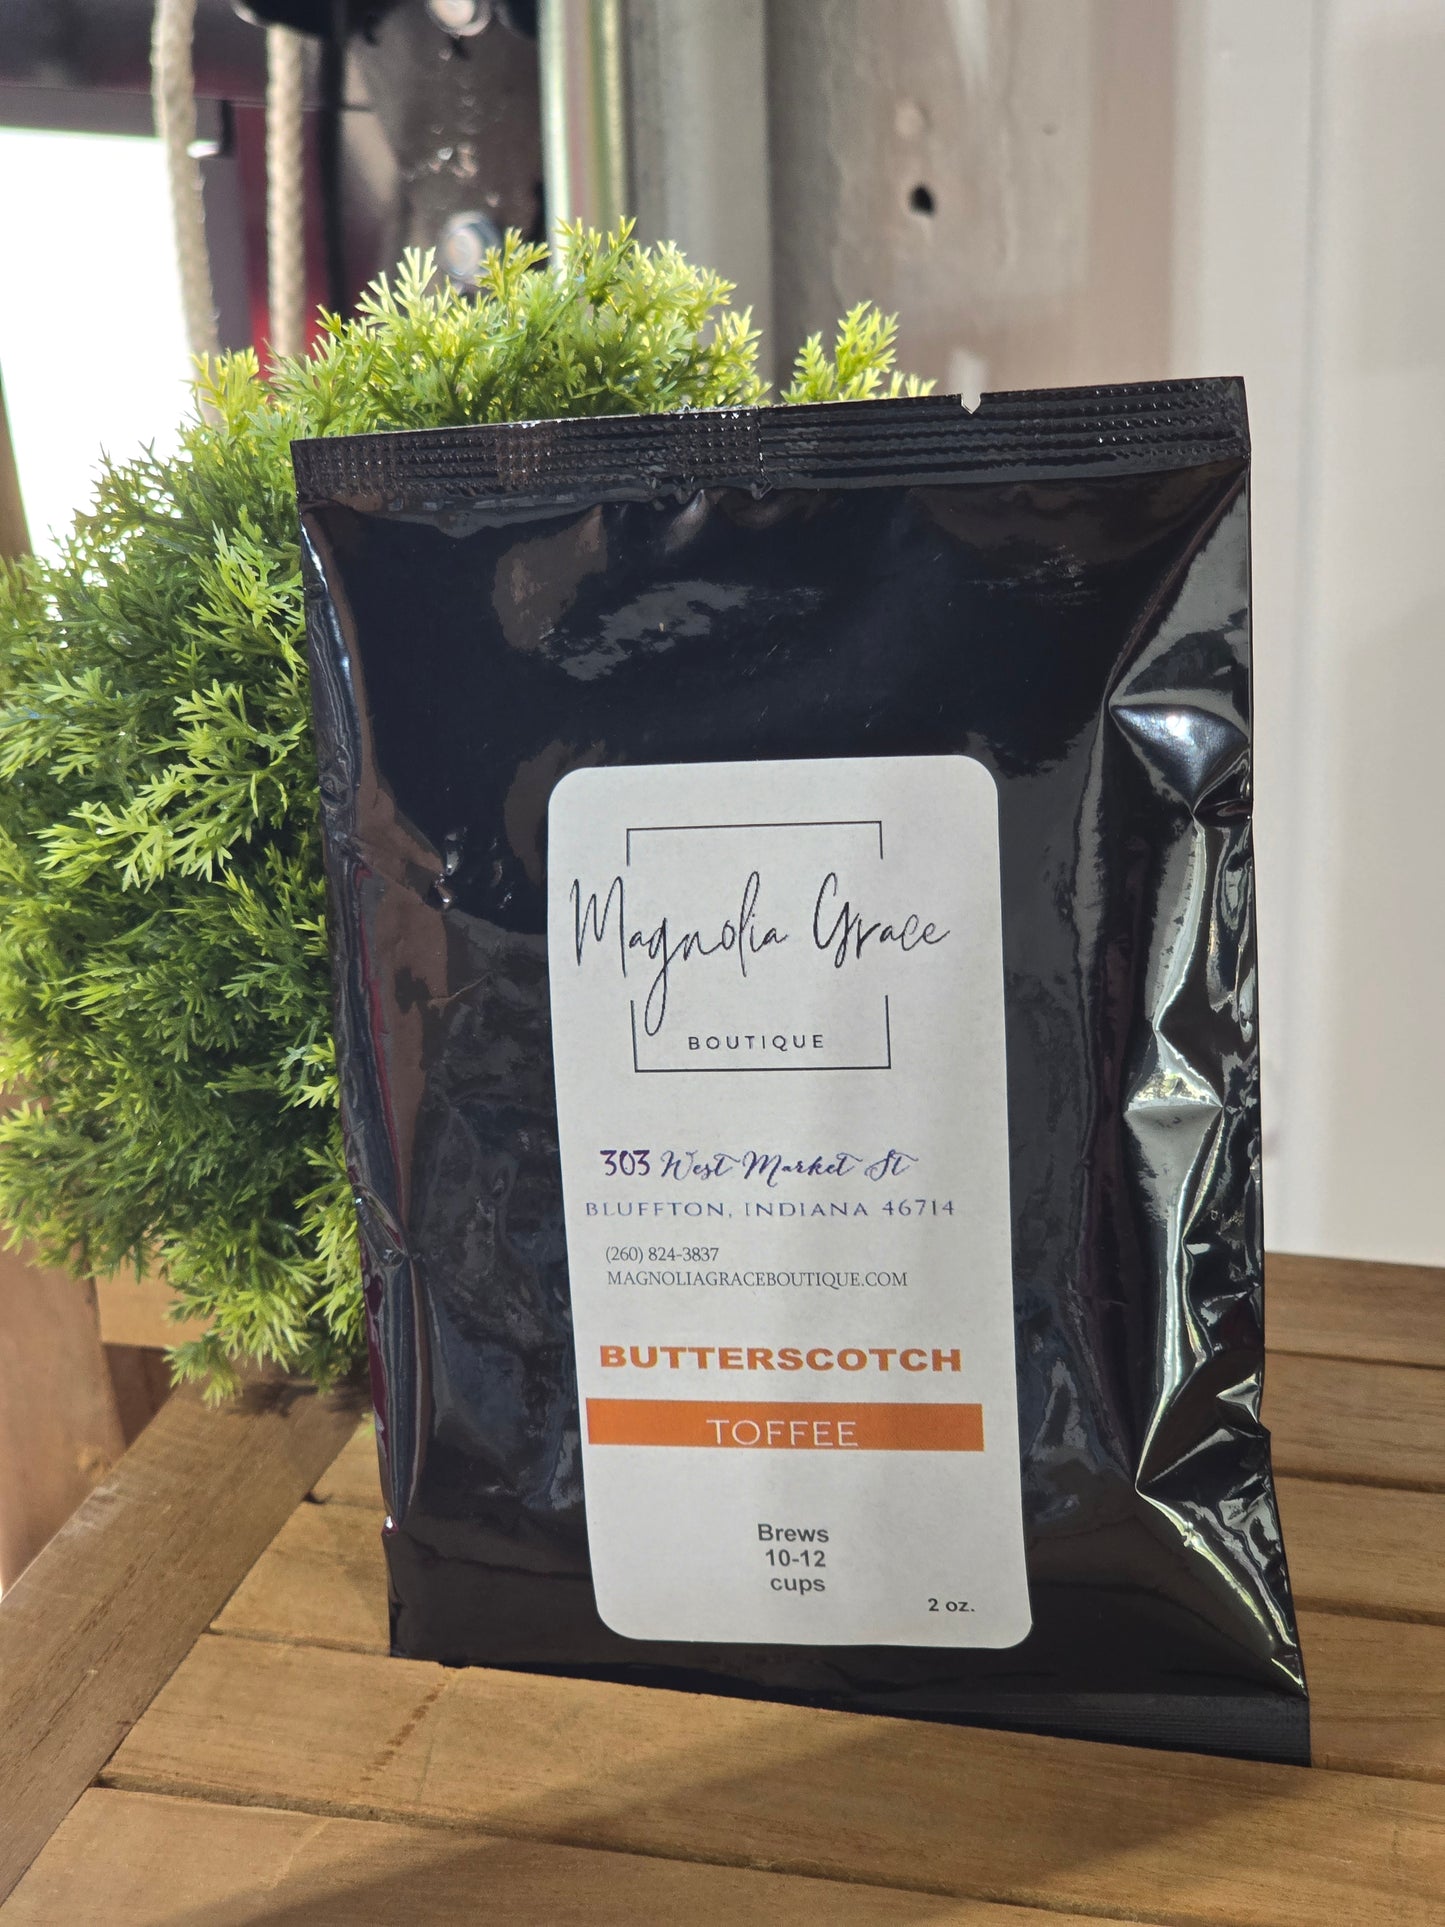 Magnolia Grace
BOUTIQUE
303 West Market St
BLUFFTON, INDIANA 46714
(260) 824-3837
MAGNOLIAGRACEBOUTIQUE.COM
BUTTERSCOTCH
TOFFEE
Brews
10-12
cups
2 oz.